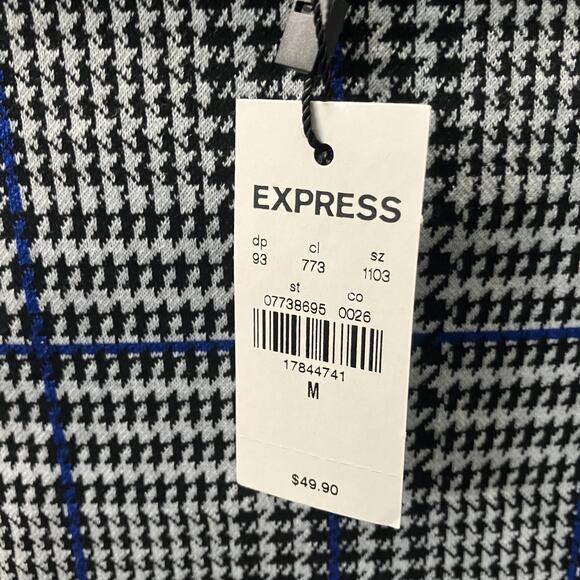 EXPRESS
dp cl sz
93 773 1103
st co
07738695 0026
17844741
M
$49.90